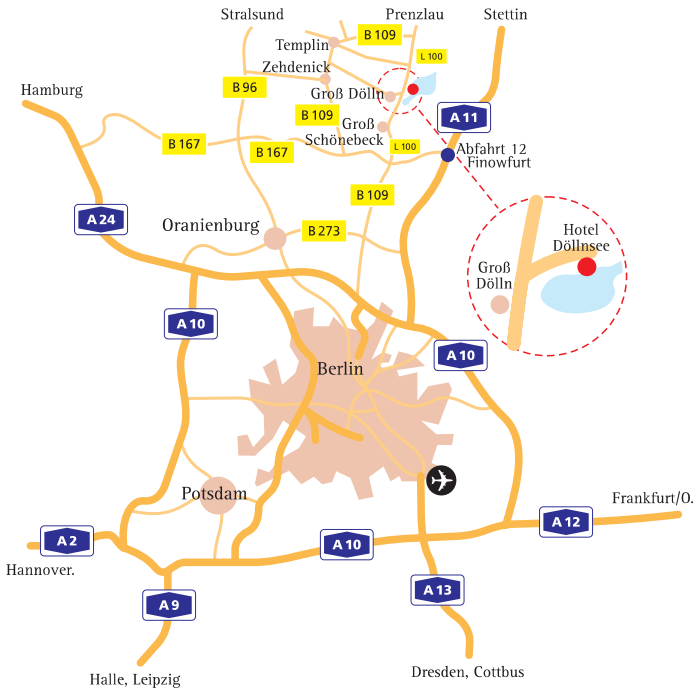 Stralsund
Prenzlau
Stettin
Templin
B 109
L 100
Zehdenick
B 96
Groß Dölln
Hamburg
B 109
A 11
Groß
Schönebeck
B 167
B 167
L 100
Abfahrt 12
Finowfurt
B 109
A 24
Oranienburg
B 273
Hotel
Döllnsee
Groß
Dölln
A 10
A 10
Berlin
Potsdam
Frankfurt/O.
A 12
A 2
A 10
Hannover.
A 13
A 9
Halle, Leipzig
Dresden, Cottbus